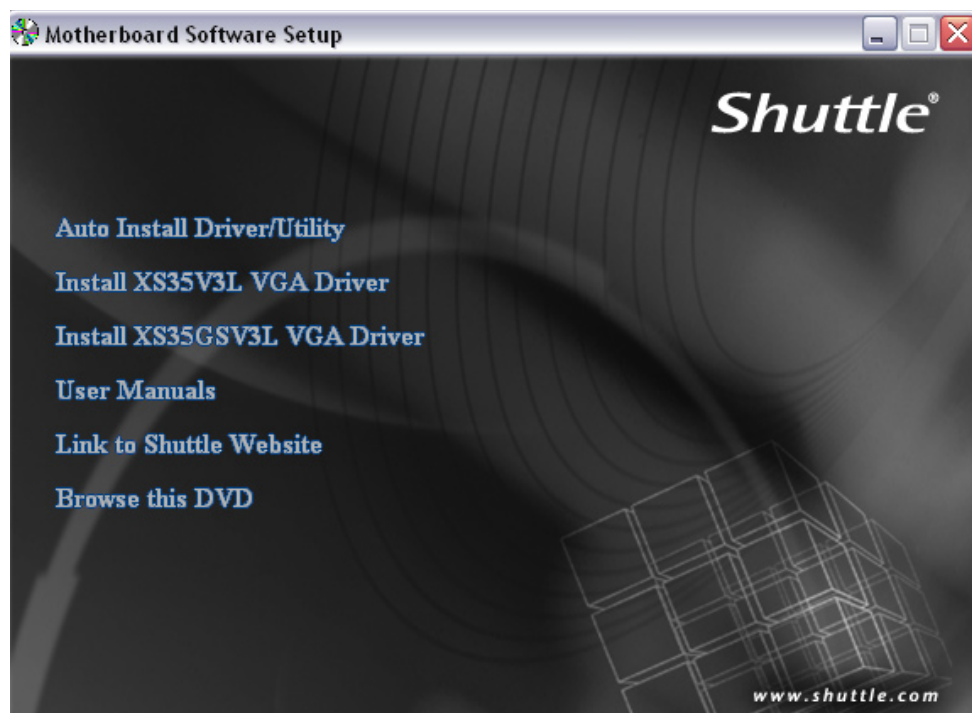 Motherboard Software Setup
Shuttle®
Auto Install Driver/Utility
Install XS35V3L VGA Driver
Install XS35GSV3L VGA Driver
User Manuals
Link to Shuttle Website
Browse this DVD
www.shuttle.com